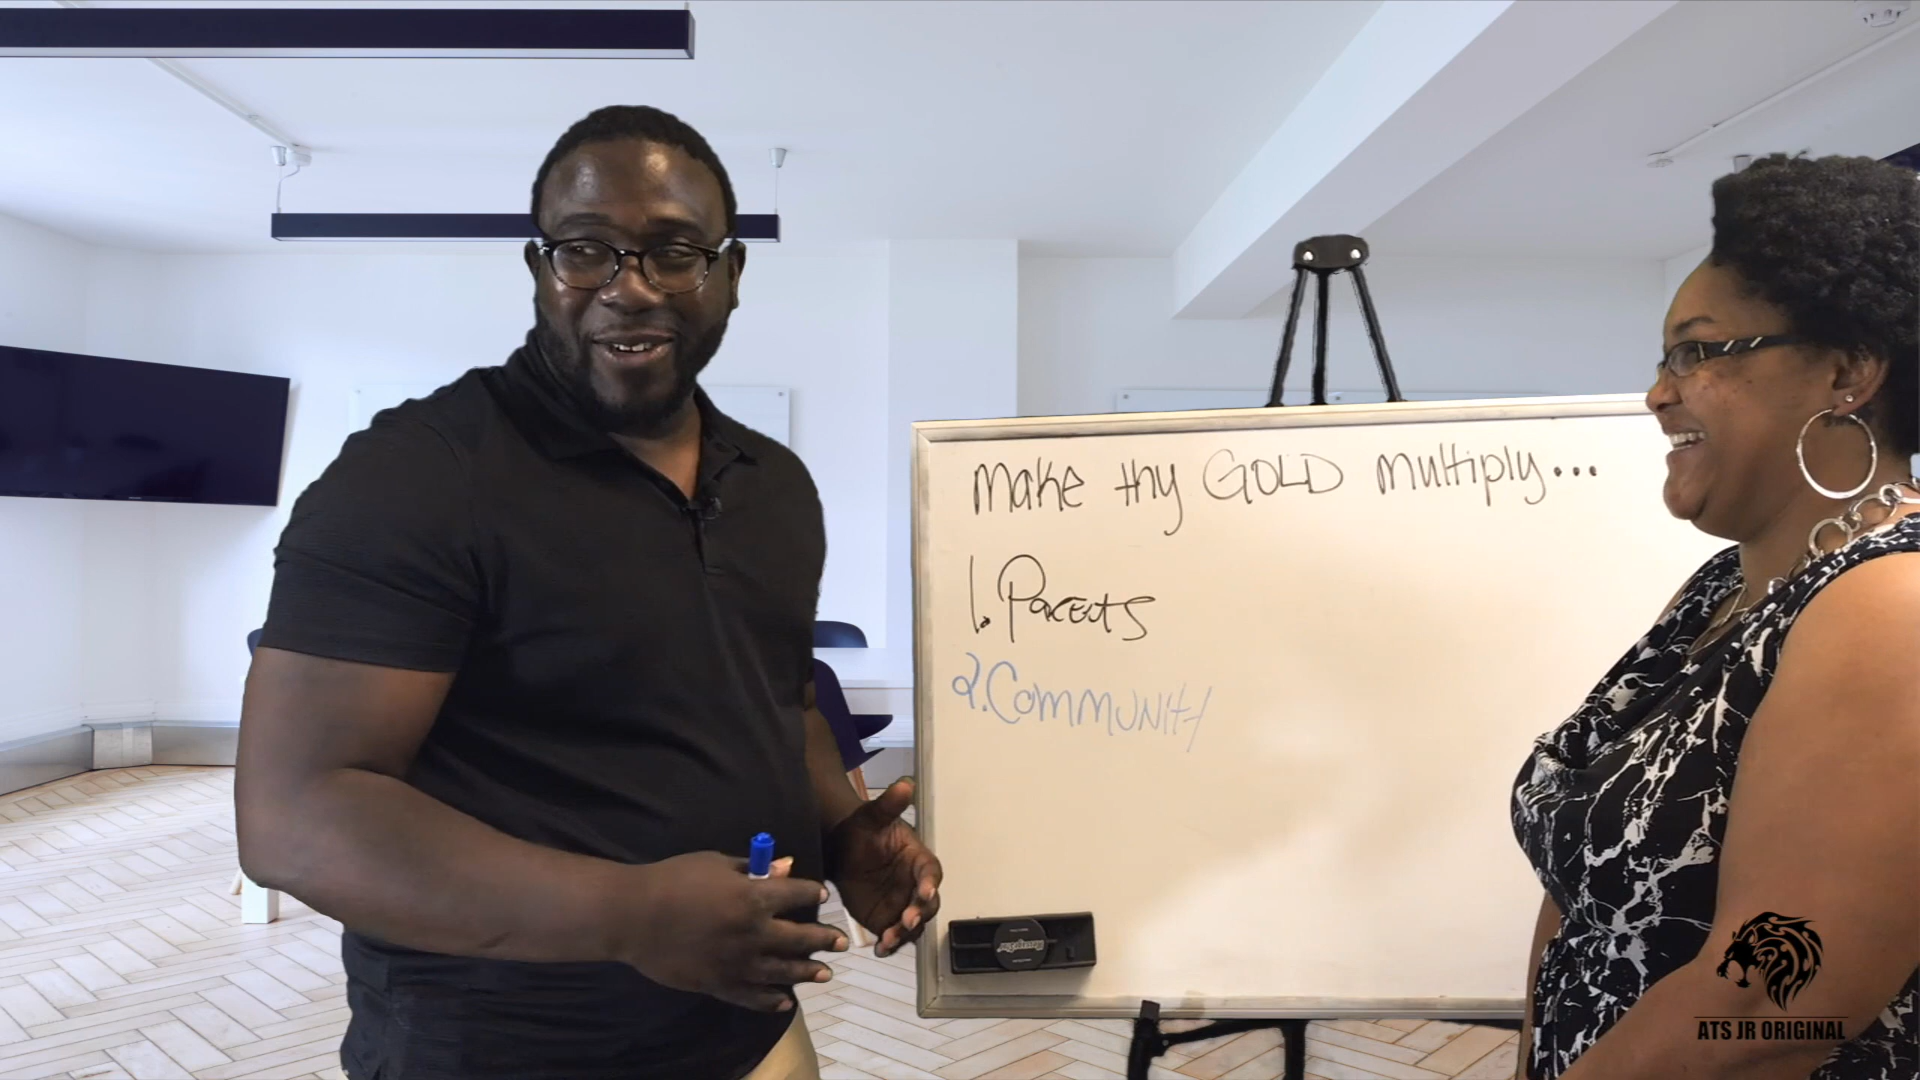 make thy GOLD multiply...
1. Parents
2. Community
ATS JR ORIGINAL